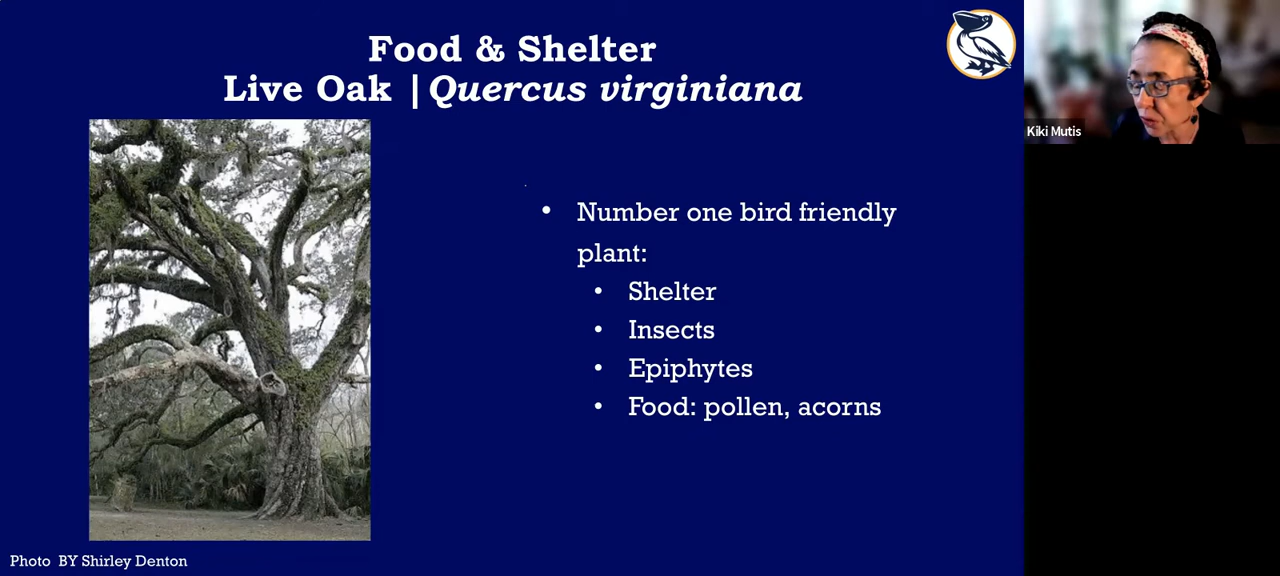 Food & Shelter
Live Oak | Quercus virginiana
• Number one bird friendly
plant:
• Shelter
• Insects
• Epiphytes
• Food: pollen, acorns
Photo BY Shirley Denton
Kiki Mutis